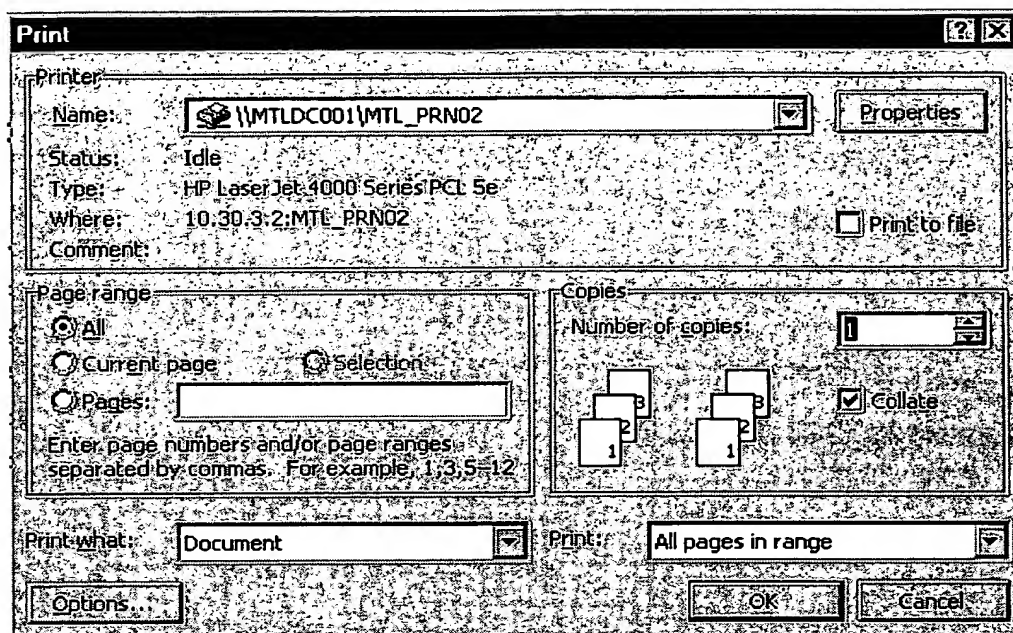 Print
Printer
Name: \\MTLDC001\MTL_PRN02 Properties
Status: Idle
Type: HP LaserJet 4000 Series PCL 5e
Where: 10.30.3.2:MTL_PRN02 Print to file
Comment:
Page range
All
Current page Selection
Pages:
Enter page numbers and/or page ranges
separated by commas. For example, 1,3,5-12
Copies
Number of copies: 1
3 3
2 2
1 1
Collate
Print what: Document
Print: All pages in range
Options... OK Cancel